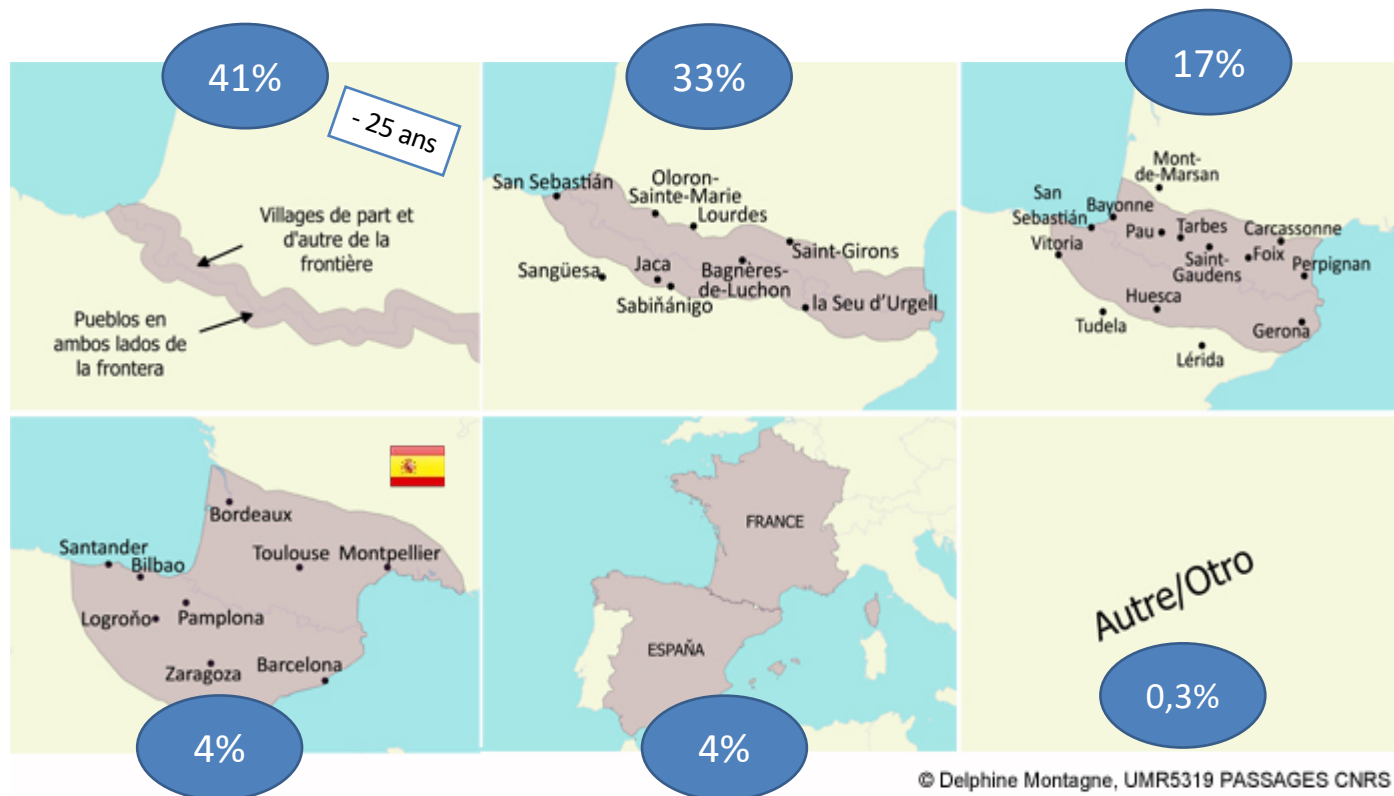 41%
- 25 ans
Villages de part et
d'autre de la
frontière
Pueblos en
ambos lados de
la frontera
33%
San Sebastián
Oloron-
Sainte-Marie
Lourdes
Saint-Girons
Sangüesa
Jaca
Bagnères-
de-Luchon
Sabiñánigo
la Seu d'Urgell
17%
Mont-
de-Marsan
San
Sebastián
Bayonne
Vitoria
Pau
Tarbes
Carcassonne
Saint-
Gaudens
Foix
Perpignan
Huesca
Tudela
Gerona
Lérida
Bordeaux
Santander
Bilbao
Toulouse
Montpellier
Logroño
Pamplona
Zaragoza
Barcelona
4%
FRANCE
ESPAÑA
4%
Autre/Otro
0,3%
© Delphine Montagne, UMR5319 PASSAGES CNRS